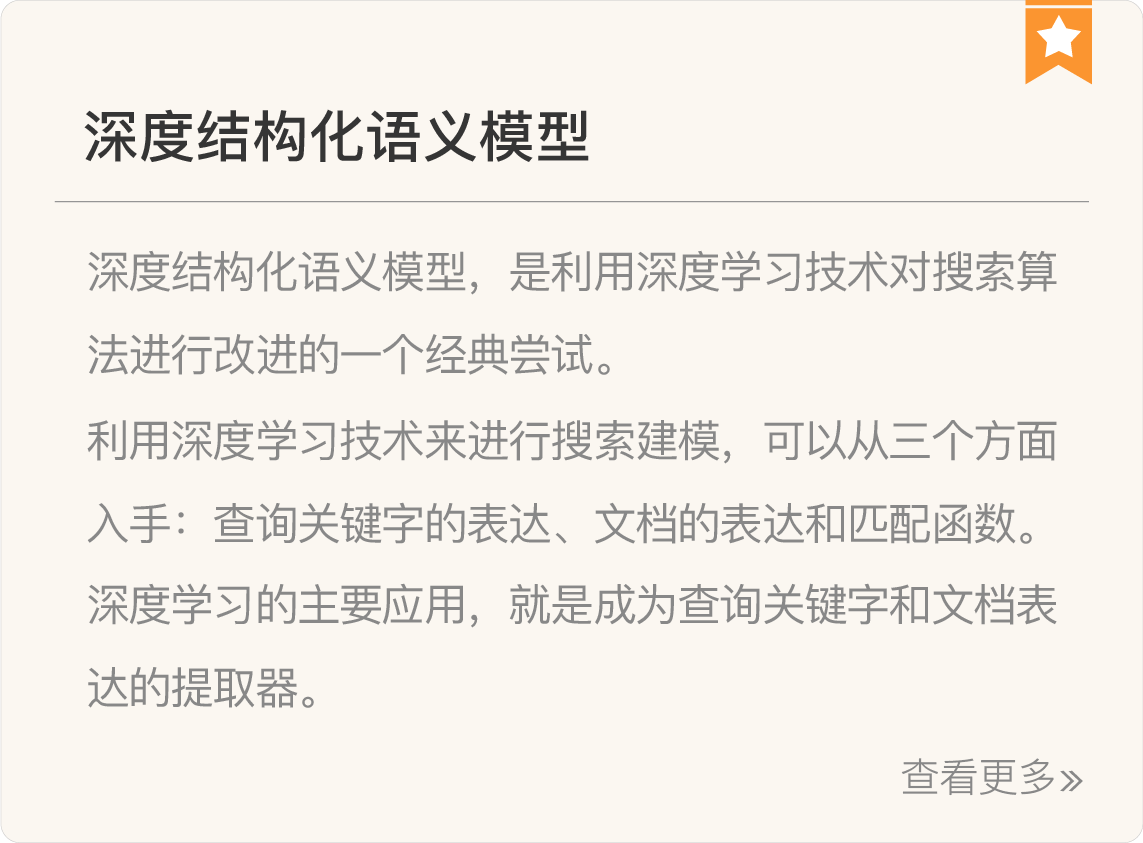 深度结构化语义模型
深度结构化语义模型，是利用深度学习技术对搜索算
法进行改进的一个经典尝试。
利用深度学习技术来进行搜索建模，可以从三个方面
入手：查询关键字的表达、文档的表达和匹配函数。
深度学习的主要应用，就是成为查询关键字和文档表
达的提取器。
查看更多»